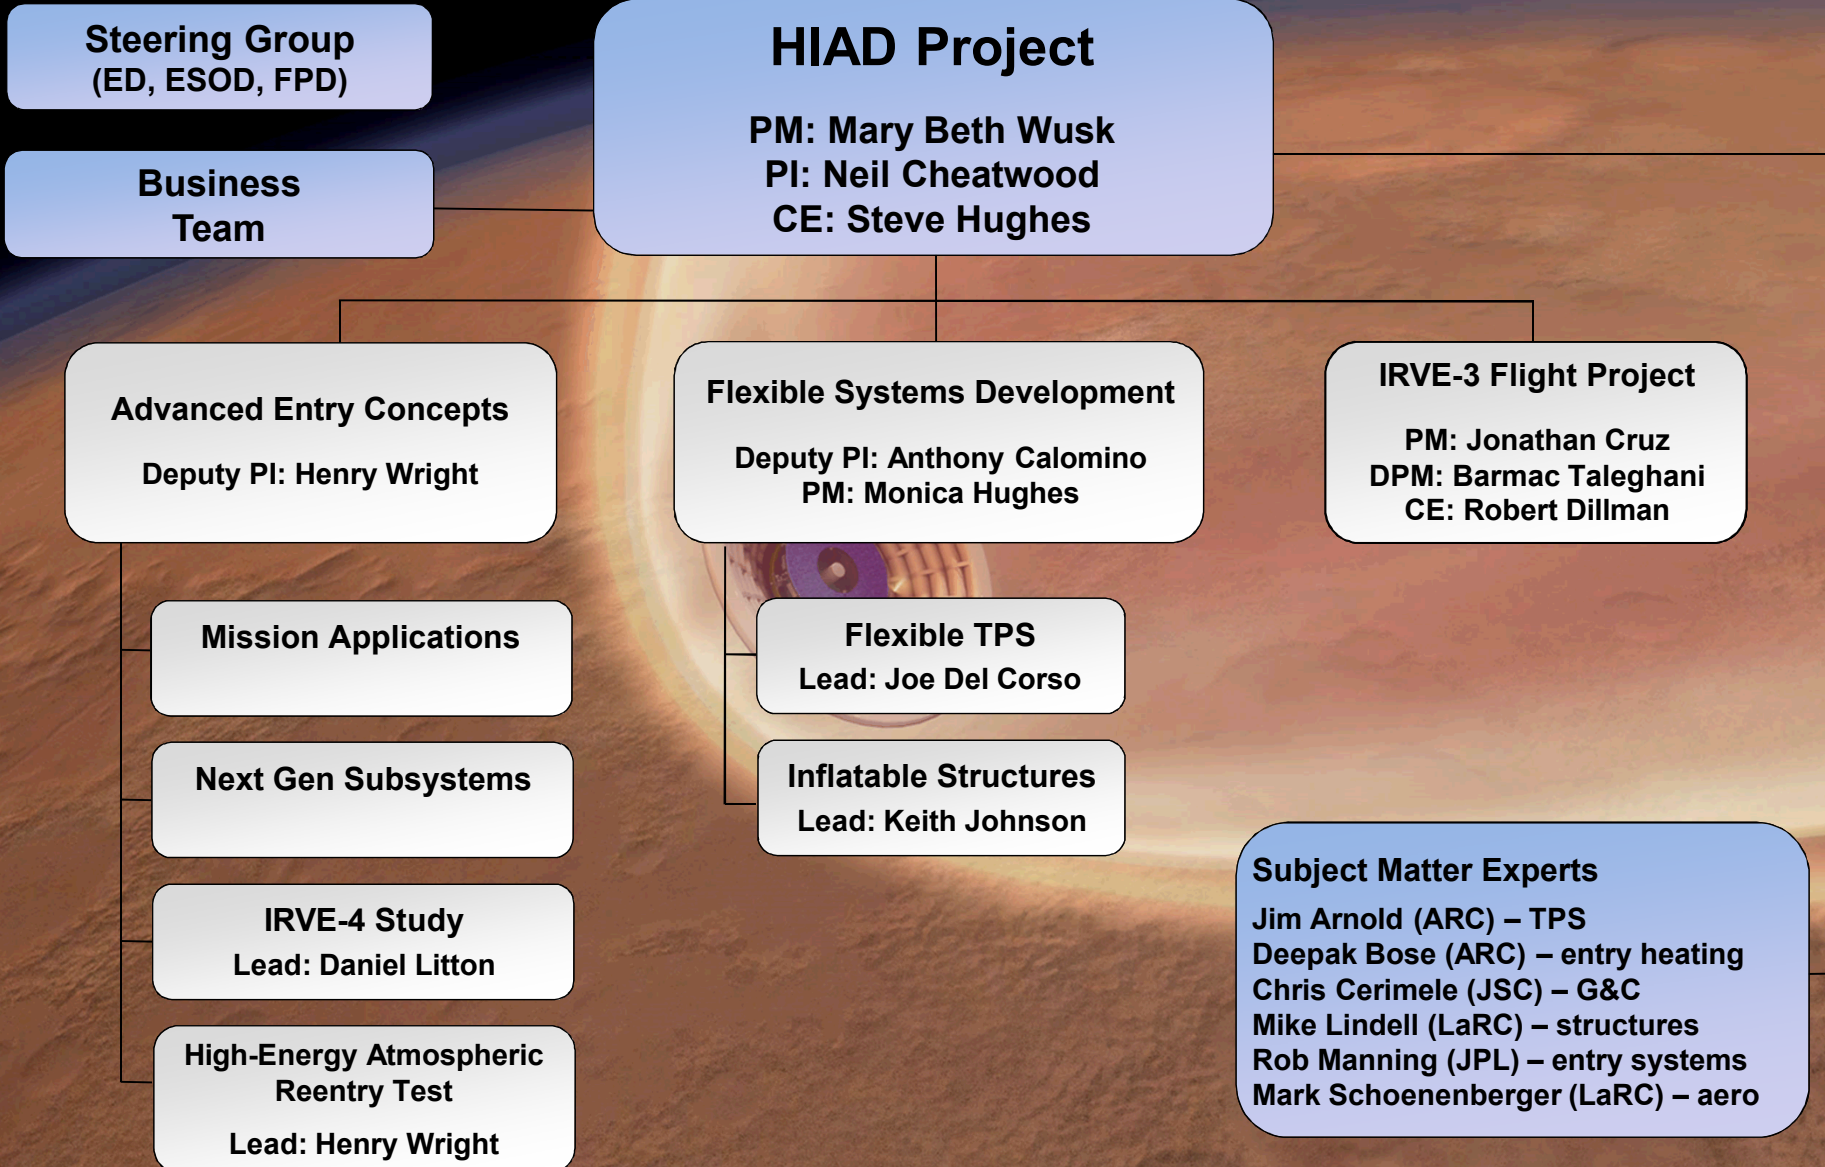 Steering Group
(ED, ESOD, FPD)
HIAD Project
PM: Mary Beth Wusk
PI: Neil Cheatwood
CE: Steve Hughes
Business
Team
Advanced Entry Concepts
Deputy PI: Henry Wright
Flexible Systems Development
Deputy PI: Anthony Calomino
PM: Monica Hughes
IRVE-3 Flight Project
PM: Jonathan Cruz
DPM: Barmac Taleghani
CE: Robert Dillman
Mission Applications
Next Gen Subsystems
IRVE-4 Study
Lead: Daniel Litton
High-Energy Atmospheric
Reentry Test
Lead: Henry Wright
Flexible TPS
Lead: Joe Del Corso
Inflatable Structures
Lead: Keith Johnson
Subject Matter Experts
Jim Arnold (ARC) – TPS
Deepak Bose (ARC) – entry heating
Chris Cerimele (JSC) – G&C
Mike Lindell (LaRC) – structures
Rob Manning (JPL) – entry systems
Mark Schoenenberger (LaRC) – aero